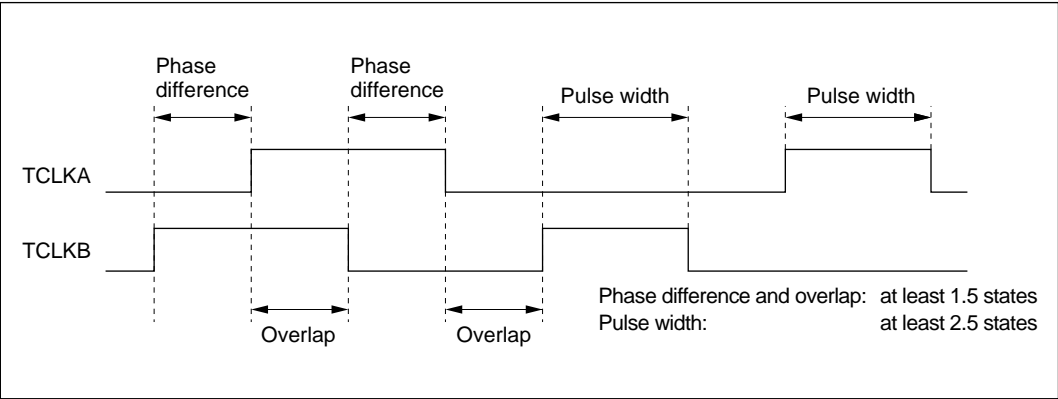 Phase difference
Phase difference
Pulse width
Pulse width
TCLKA
TCLKB
Overlap
Overlap
Phase difference and overlap: at least 1.5 states
Pulse width: at least 2.5 states